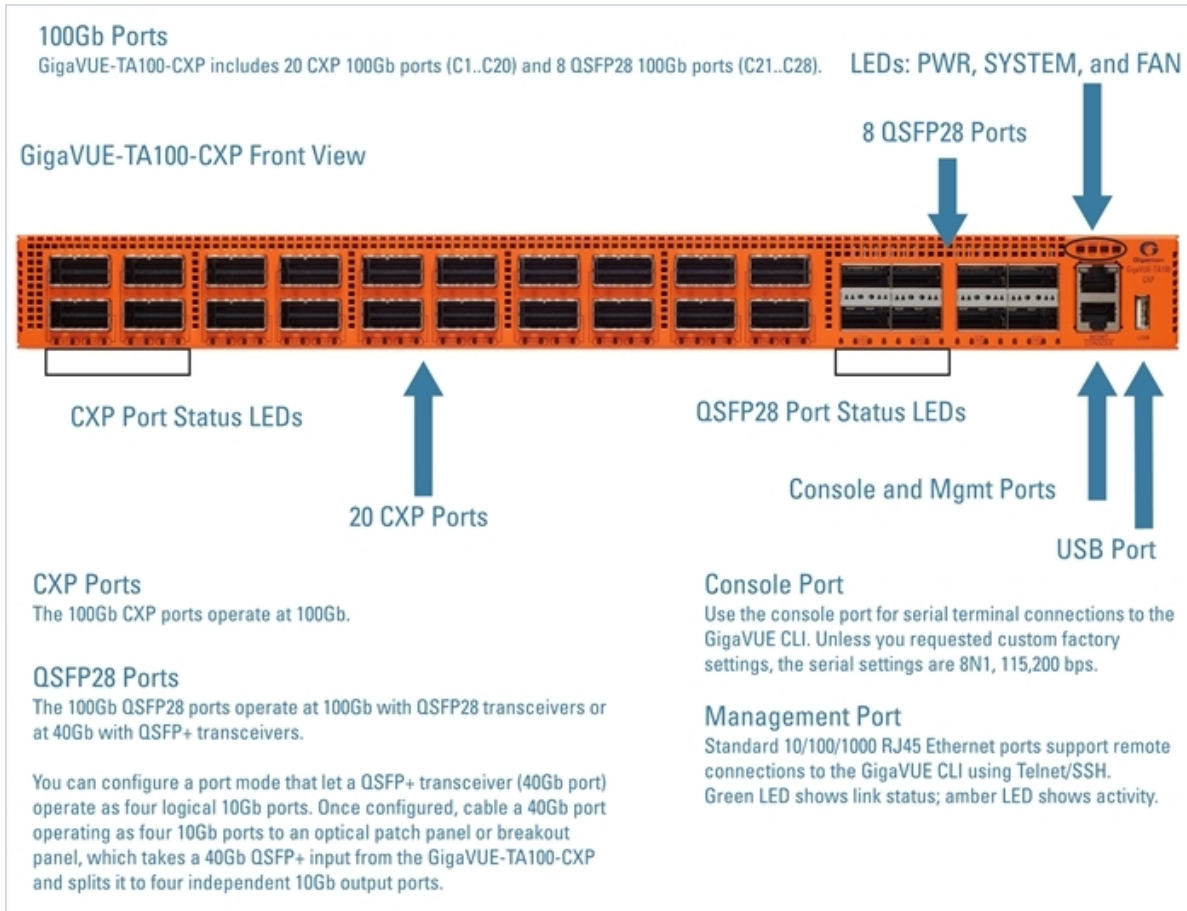 100Gb Ports
GigaVUE-TA100-CXP includes 20 CXP 100Gb ports (C1..C20) and 8 QSFP28 100Gb ports (C21..C28).
LEDs: PWR, SYSTEM, and FAN
8 QSFP28 Ports
GigaVUE-TA100-CXP Front View
Gigamon
GigaVUE-TA100
CXP
CONSOLE
USB
CXP Port Status LEDs
QSFP28 Port Status LEDs
Console and Mgmt Ports
20 CXP Ports
USB Port
CXP Ports
The 100Gb CXP ports operate at 100Gb.
QSFP28 Ports
The 100Gb QSFP28 ports operate at 100Gb with QSFP28 transceivers or
at 40Gb with QSFP+ transceivers.
You can configure a port mode that let a QSFP+ transceiver (40Gb port)
operate as four logical 10Gb ports. Once configured, cable a 40Gb port
operating as four 10Gb ports to an optical patch panel or breakout
panel, which takes a 40Gb QSFP+ input from the GigaVUE-TA100-CXP
and splits it to four independent 10Gb output ports.
Console Port
Use the console port for serial terminal connections to the
GigaVUE CLI. Unless you requested custom factory
settings, the serial settings are 8N1, 115,200 bps.
Management Port
Standard 10/100/1000 RJ45 Ethernet ports support remote
connections to the GigaVUE CLI using Telnet/SSH.
Green LED shows link status; amber LED shows activity.